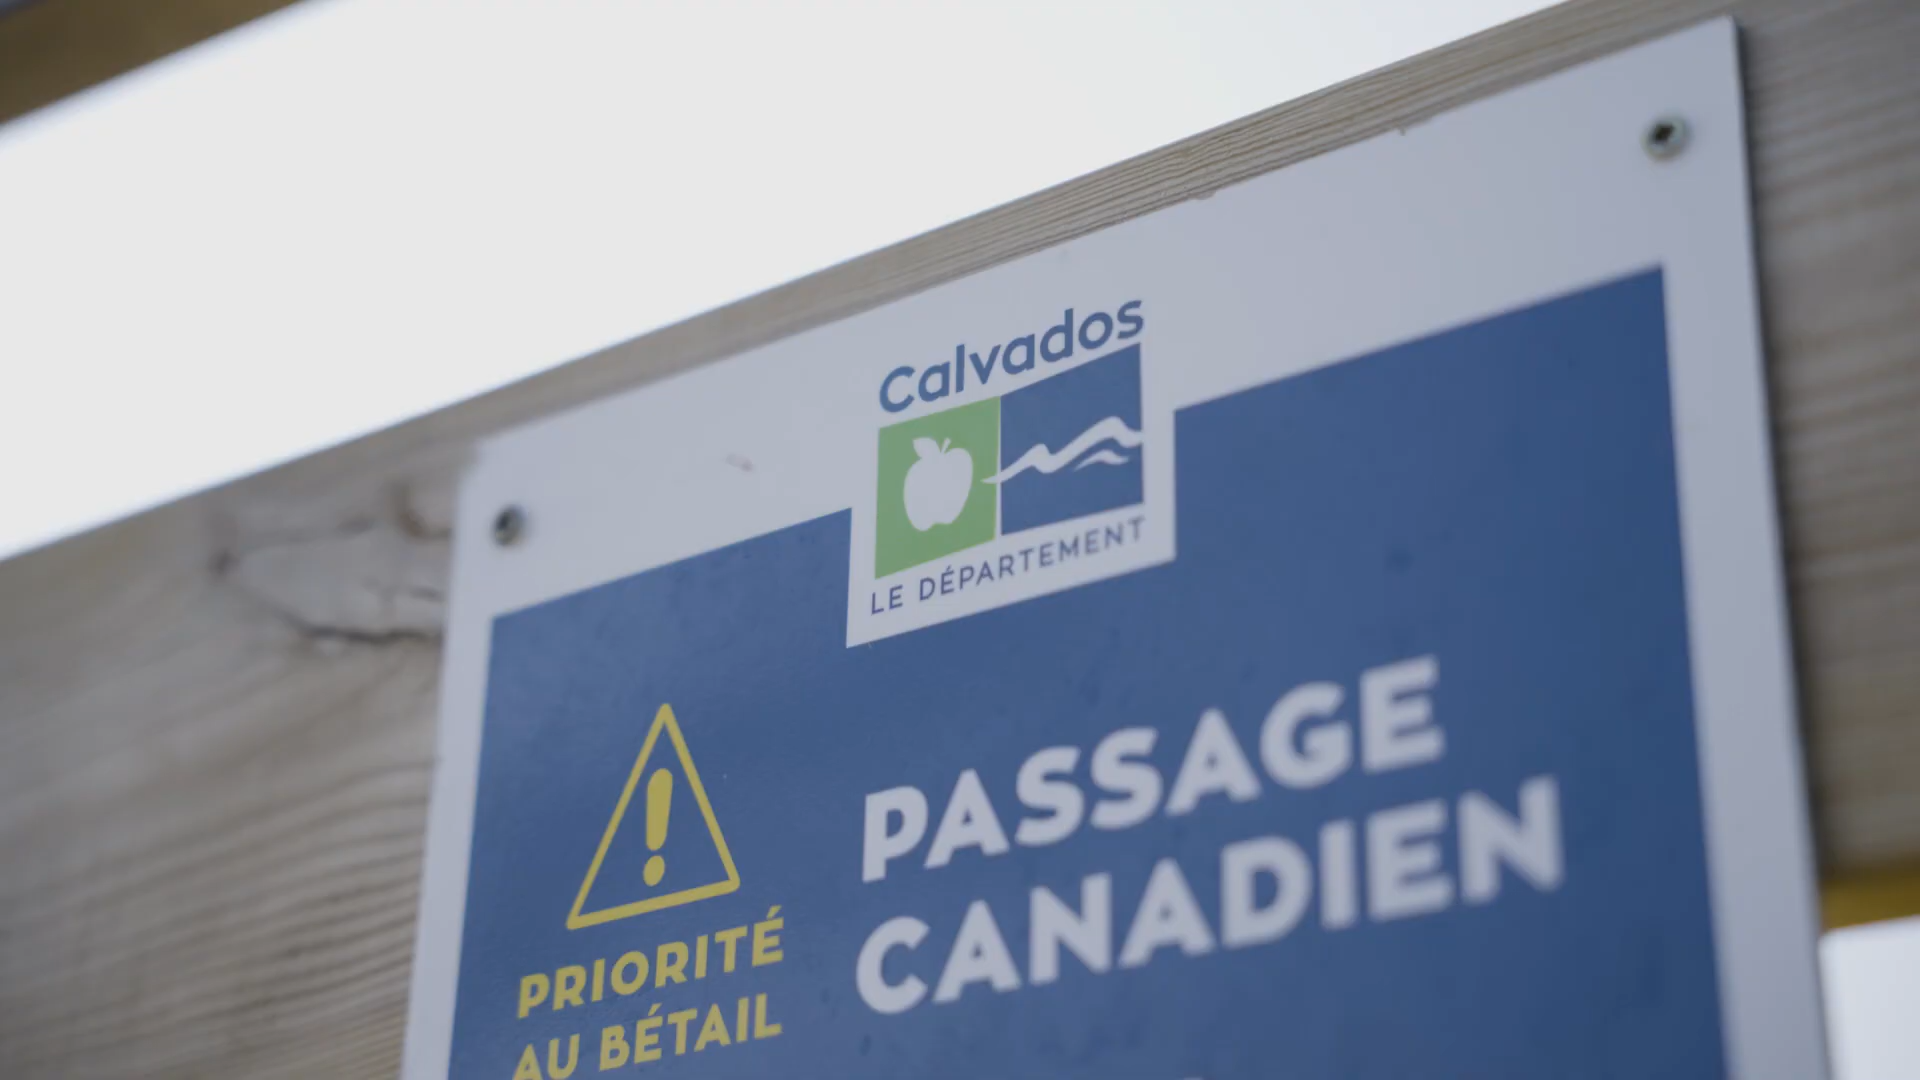 Calvados
LE DÉPARTEMENT
PRIORITÉ
AU BÉTAIL
PASSAGE
CANADIEN